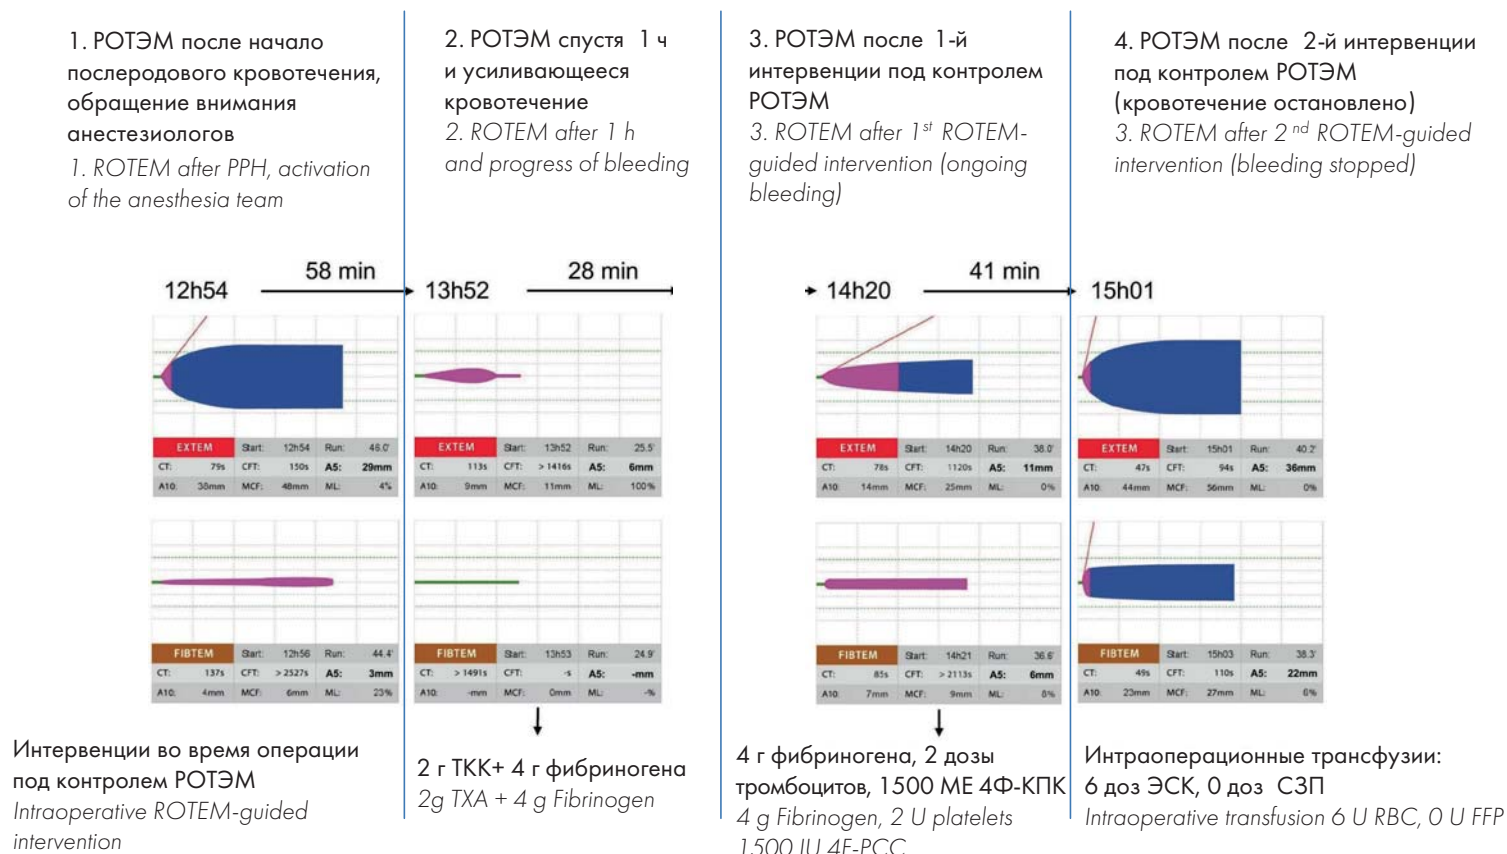 1. РОТЭМ после начало
послеродового кровотечения,
обращение внимания
анестезиологов
1. ROTEM after PPH, activation
of the anesthesia team
2. РОТЭМ спустя 1 ч
и усиливающееся
кровотечение
2. ROTEM after 1 h
and progress of bleeding
3. РОТЭМ после 1-й
интервенции под контролем
РОТЭМ
3. ROTEM after 1st ROTEM-
guided intervention (ongoing
bleeding)
4. РОТЭМ после 2-й интервенции
под контролем РОТЭМ
(кровотечение остановлено)
3. ROTEM after 2 nd ROTEM-guided
intervention (bleeding stopped)
12h54 58 min 13h52 28 min
14h20 41 min 15h01
EXTEM Start: 12h54 Run: 46.0'
CT: 79s CFT: 150s A5: 29mm
A10: 38mm MCF: 48mm ML: 4%
EXTEM Start: 13h52 Run: 25.5'
CT: 113s CFT: > 1416s A5: 6mm
A10: 9mm MCF: 11mm ML: 100%
EXTEM Start: 14h20 Run: 38.0'
CT: 78s CFT: 1120s A5: 11mm
A10: 14mm MCF: 25mm ML: 0%
EXTEM Start: 15h01 Run: 40.2'
CT: 47s CFT: 94s A5: 36mm
A10: 44mm MCF: 56mm ML: 0%
FIBTEM Start: 12h56 Run: 44.4'
CT: 137s CFT: > 2527s A5: 3mm
A10: 4mm MCF: 6mm ML: 23%
FIBTEM Start: 13h53 Run: 24.9'
CT: > 1491s CFT: -s A5: -mm
A10: -mm MCF: 0mm ML: -%
FIBTEM Start: 14h21 Run: 36.6'
CT: 85s CFT: > 2113s A5: 6mm
A10: 7mm MCF: 9mm ML: 8%
FIBTEM Start: 15h03 Run: 38.3'
CT: 49s CFT: 110s A5: 22mm
A10: 23mm MCF: 27mm ML: 6%
Интервенции во время операции
под контролем РОТЭМ
Intraoperative ROTEM-guided
intervention
2 г ТКК+ 4 г фибриногена
2g TXA + 4 g Fibrinogen
4 г фибриногена, 2 дозы
тромбоцитов, 1500 МЕ 4Ф-КПК
4 g Fibrinogen, 2 U platelets
1500 IU 4F-PCC
Интраоперационные трансфузии:
6 доз ЭСК, 0 доз СЗП
Intraoperative transfusion 6 U RBC, 0 U FFP